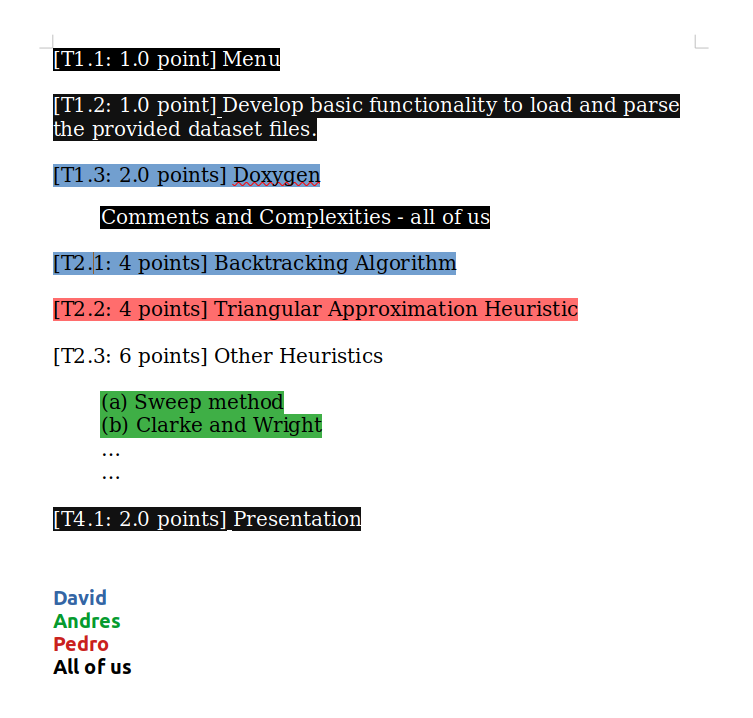 [T1.1: 1.0 point] Menu
[T1.2: 1.0 point] Develop basic functionality to load and parse
the provided dataset files.
[T1.3: 2.0 points] Doxygen
Comments and Complexities - all of us
[T2.1: 4 points] Backtracking Algorithm
[T2.2: 4 points] Triangular Approximation Heuristic
[T2.3: 6 points] Other Heuristics
(a) Sweep method
(b) Clarke and Wright
...
...
[T4.1: 2.0 points] Presentation
David
Andres
Pedro
All of us